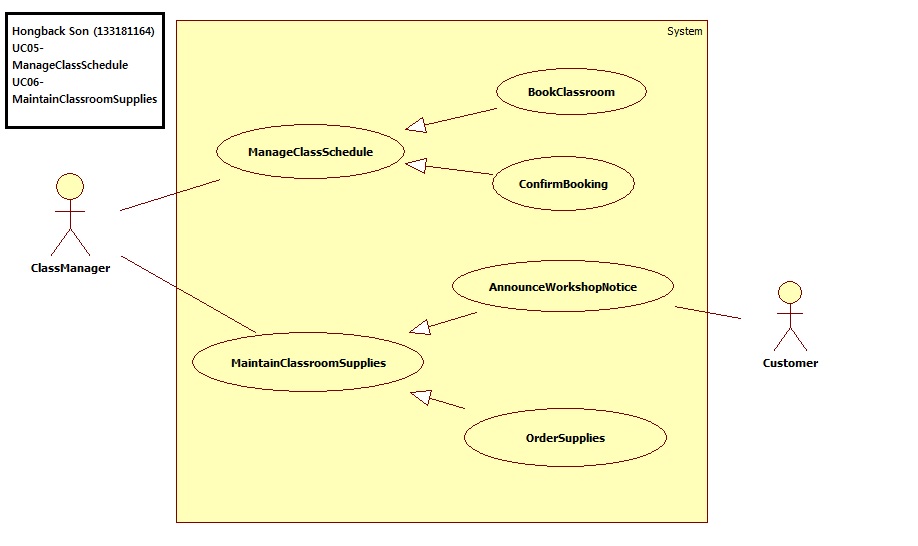 Hongback Son (133181164)
UC05-
ManageClassSchedule
UC06-
MaintainClassroomSupplies
System
BookClassroom
ManageClassSchedule
ConfirmBooking
ClassManager
AnnounceWorkshopNotice
MaintainClassroomSupplies
Customer
OrderSupplies